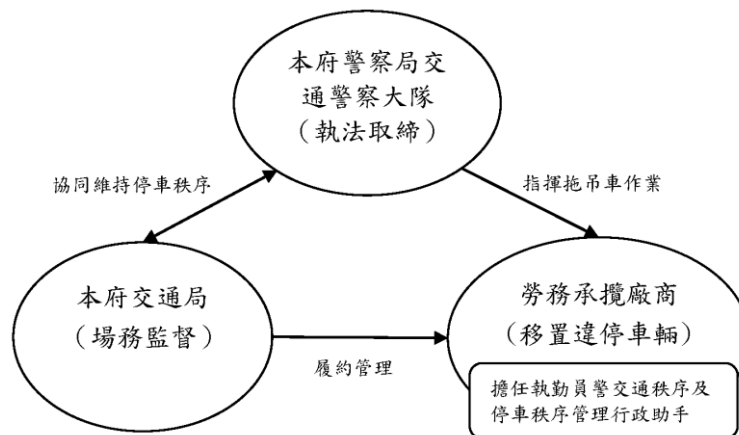 本府警察局交
通警察大隊
（執法取締）
協同維持停車秩序
指揮拖吊車作業
本府交通局
（場務監督）
勞務承攬廠商
（移置違停車輛）
履約管理
擔任執勤員警交通秩序及
停車秩序管理行政助手